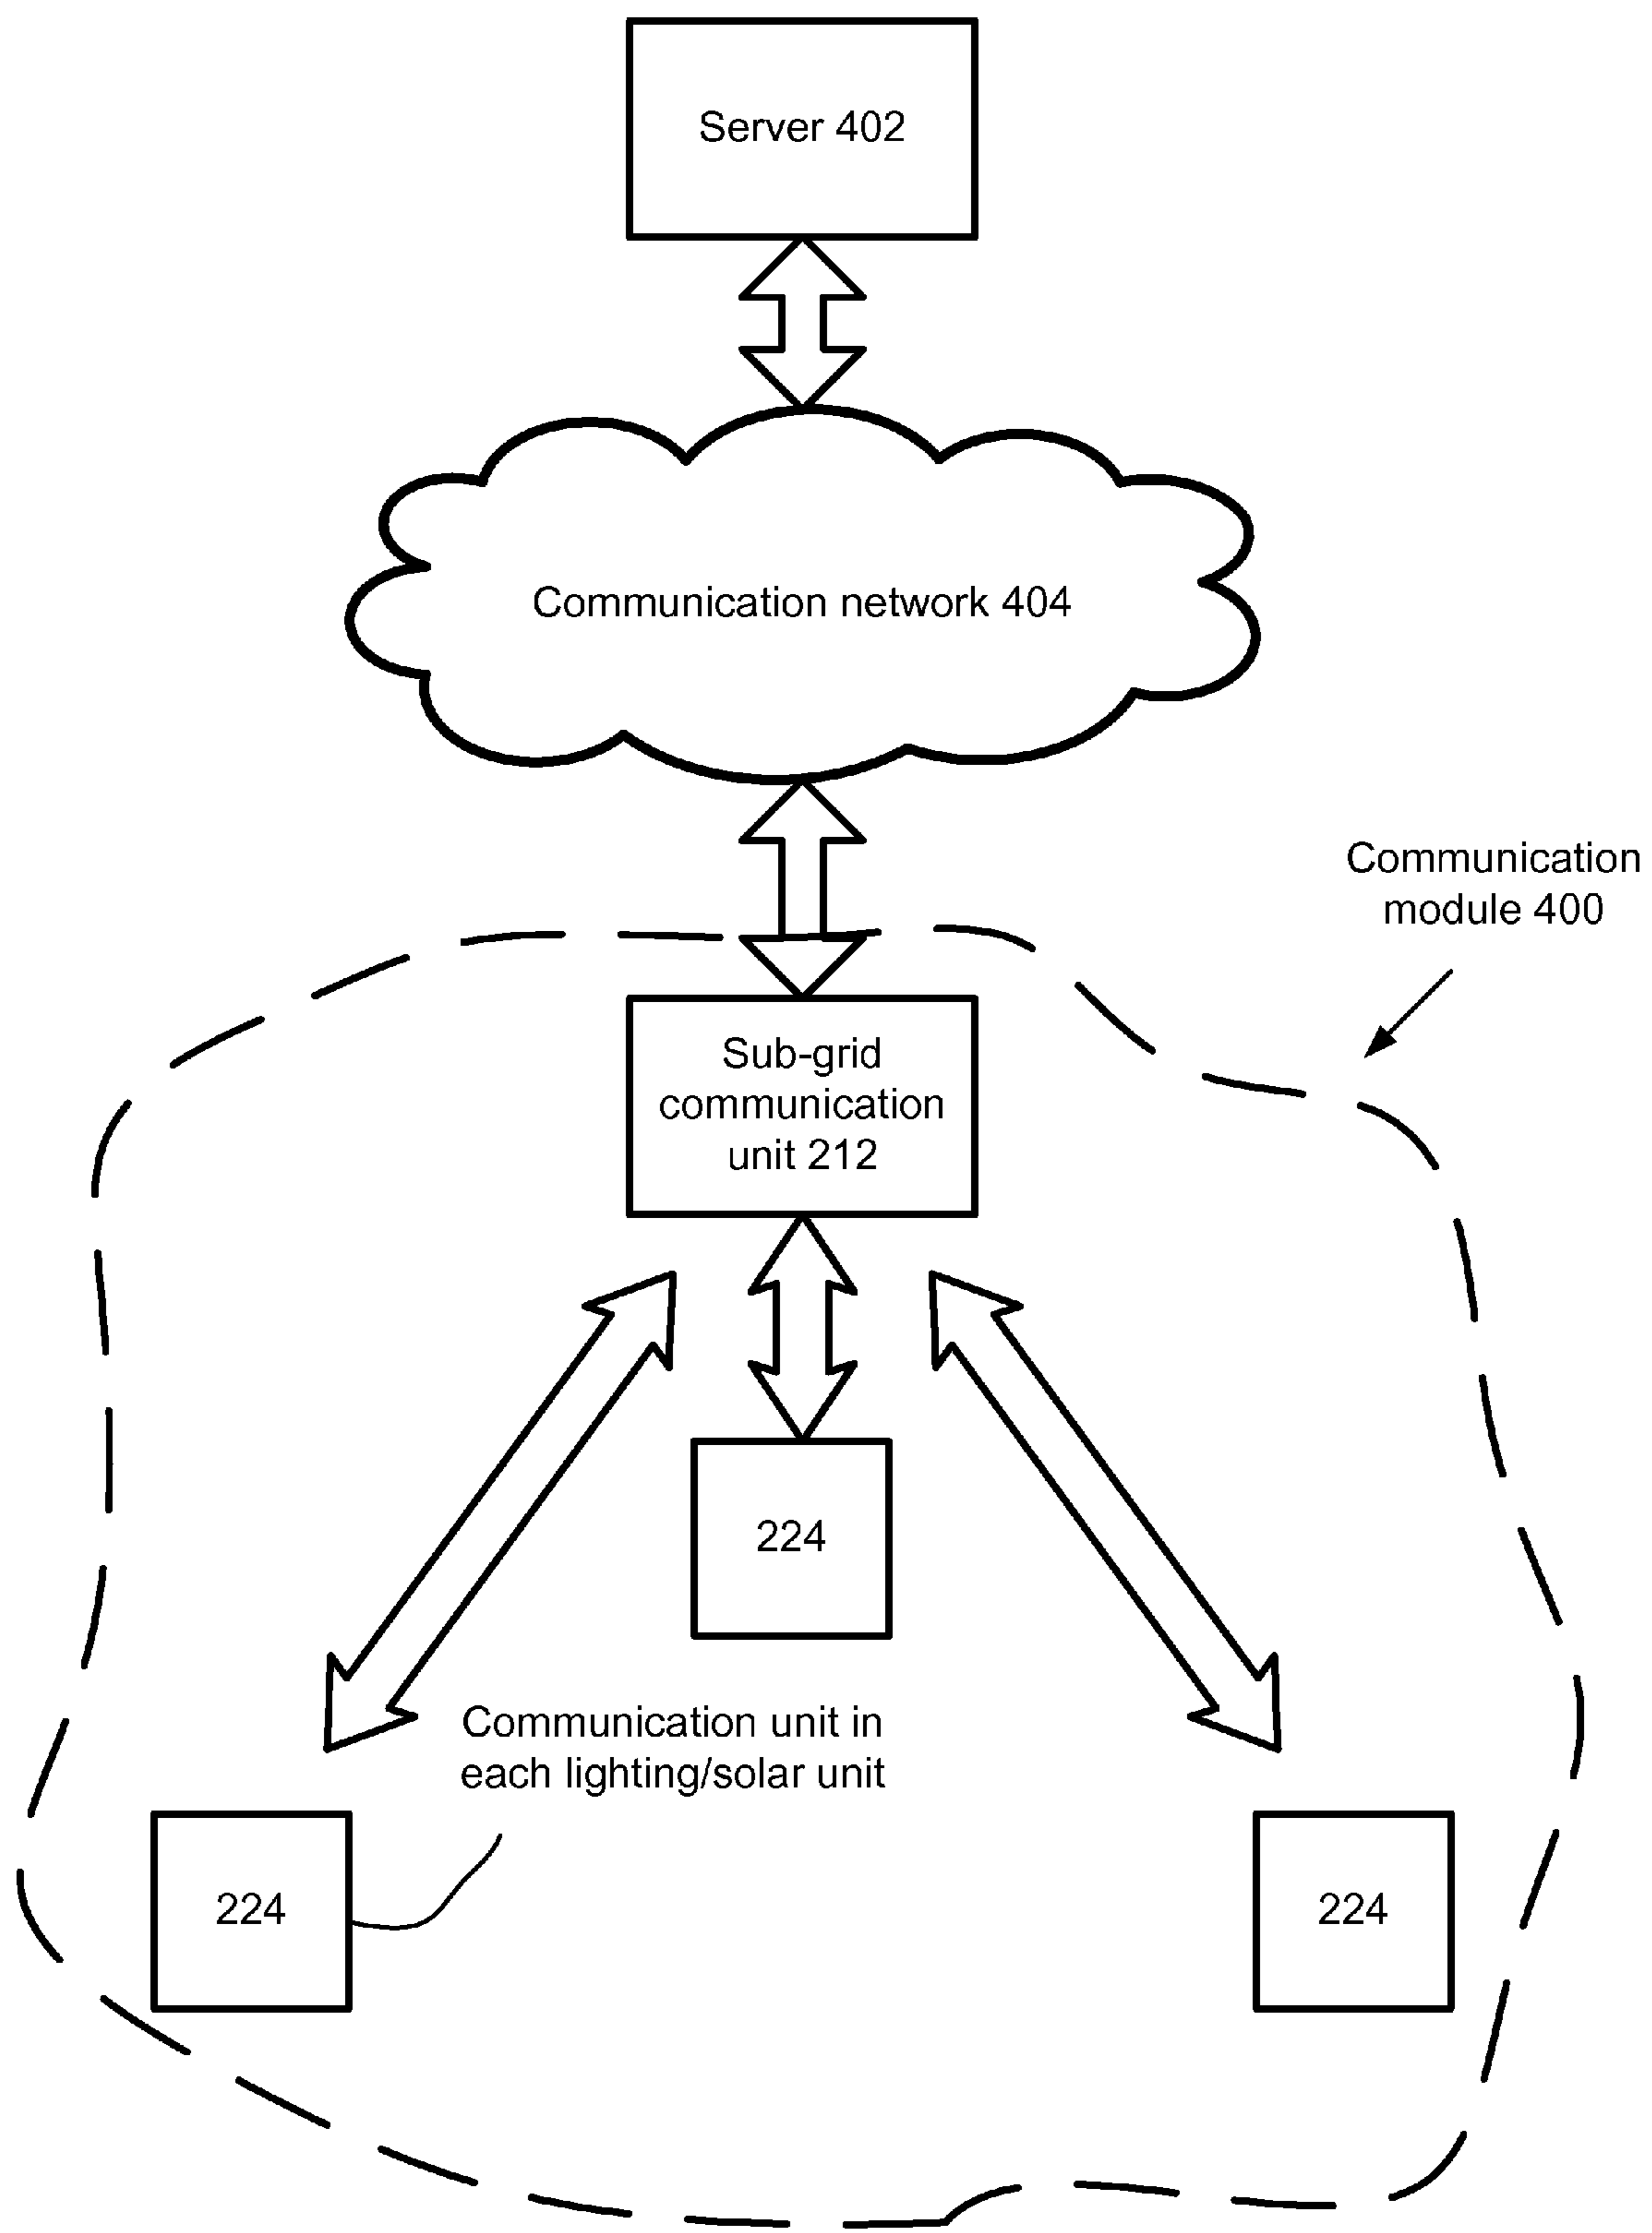 Server 402
Communication network 404
Communication
module 400
Sub-grid
communication
unit 212
224
Communication unit in
each lighting/solar unit
224
224